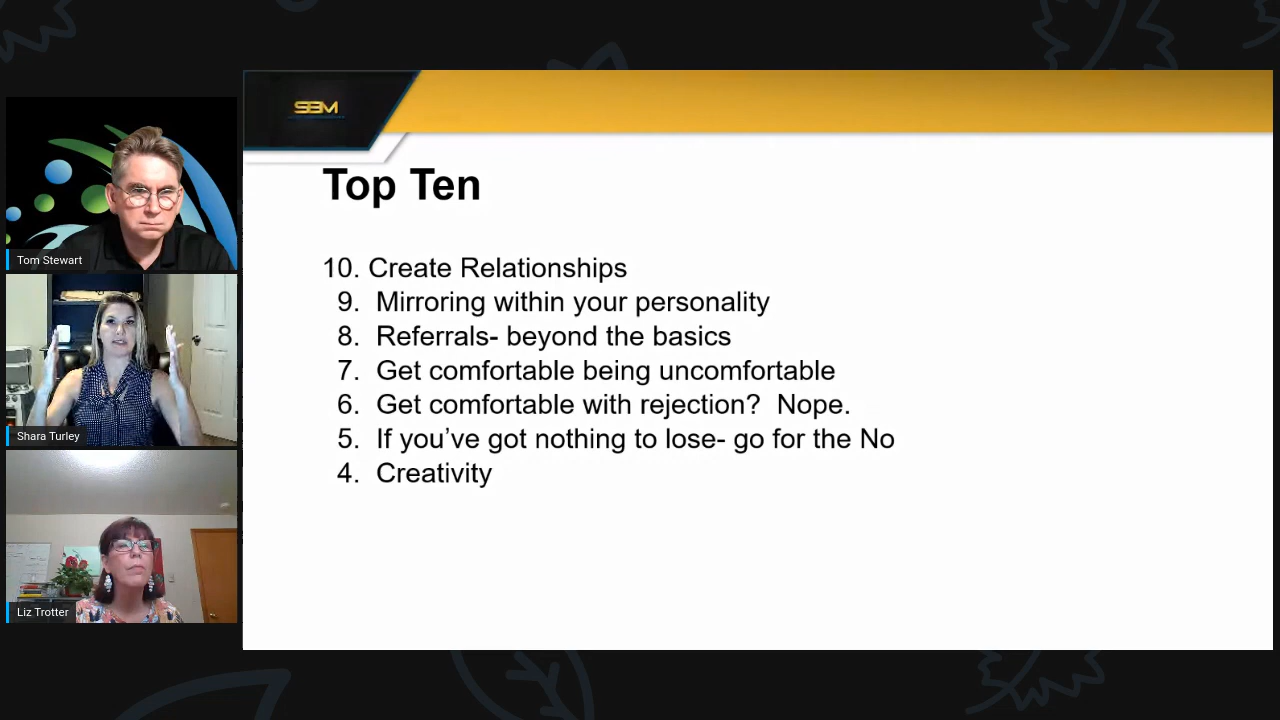 Tom Stewart
Shara Turley
Liz Trotter
SBM
Top Ten
10. Create Relationships
9. Mirroring within your personality
8. Referrals- beyond the basics
7. Get comfortable being uncomfortable
6. Get comfortable with rejection? Nope.
5. If you’ve got nothing to lose- go for the No
4. Creativity